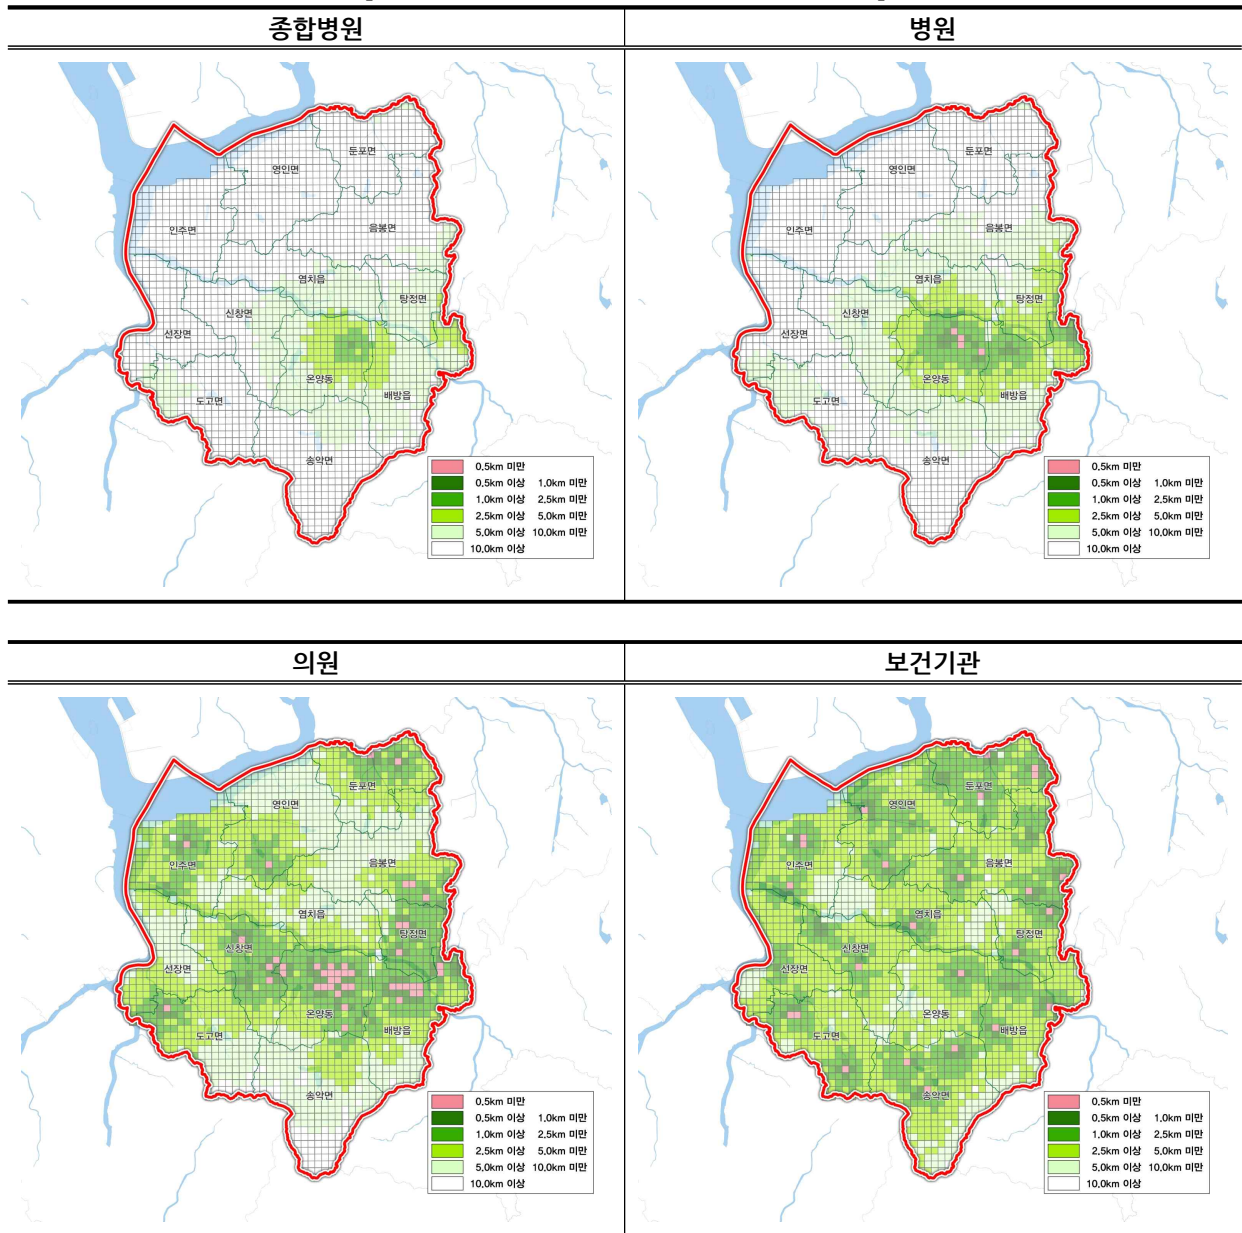 종합병원
병원
둔포면
영인면
인주면
음봉면
염치읍
탕정면
신창면
선장면
온양동
배방읍
도고면
송악면
0.5km 미만
0.5km 이상 1.0km 미만
1.0km 이상 2.5km 미만
2.5km 이상 5.0km 미만
5.0km 이상 10.0km 미만
10.0km 이상
둔포면
영인면
인주면
음봉면
염치읍
탕정면
신창면
선장면
온양동
배방읍
도고면
송악면
0.5km 미만
0.5km 이상 1.0km 미만
1.0km 이상 2.5km 미만
2.5km 이상 5.0km 미만
5.0km 이상 10.0km 미만
10.0km 이상
의원
보건기관
둔포면
영인면
인주면
음봉면
염치읍
탕정면
신창면
선장면
온양동
배방읍
도고면
송악면
0.5km 미만
0.5km 이상 1.0km 미만
1.0km 이상 2.5km 미만
2.5km 이상 5.0km 미만
5.0km 이상 10.0km 미만
10.0km 이상
둔포면
영인면
인주면
음봉면
염치읍
탕정면
신창면
선장면
온양동
배방읍
도고면
송악면
0.5km 미만
0.5km 이상 1.0km 미만
1.0km 이상 2.5km 미만
2.5km 이상 5.0km 미만
5.0km 이상 10.0km 미만
10.0km 이상